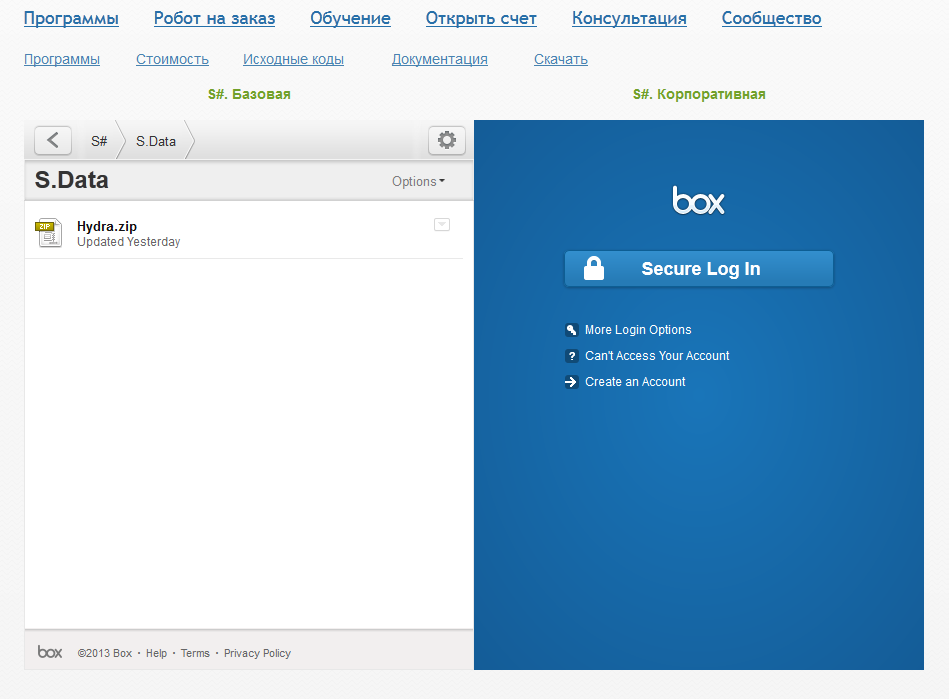 Программы Робот на заказ Обучение Открыть счет Консультация Сообщество
Программы Стоимость Исходные коды Документация Скачать
S#. Базовая S#. Корпоративная
S# S.Data
S.Data Options
ZIP
Hydra.zip
Updated Yesterday
box ©2013 Box · Help · Terms · Privacy Policy
box
Secure Log In
More Login Options
? Can't Access Your Account
Create an Account